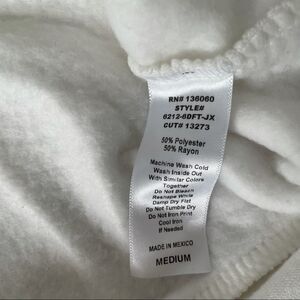 RN# 136060
STYLE#
6212-6DFT-JX
CUT# 13273
50% Polyester
50% Rayon
Machine Wash Cold
Wash Inside Out
With Similar Colors
Together
Do Not Bleach
Reshape While
Damp Dry Flat
Do Not Tumble Dry
Do Not Iron Print
Cool Iron
If Needed
MADE IN MEXICO
MEDIUM